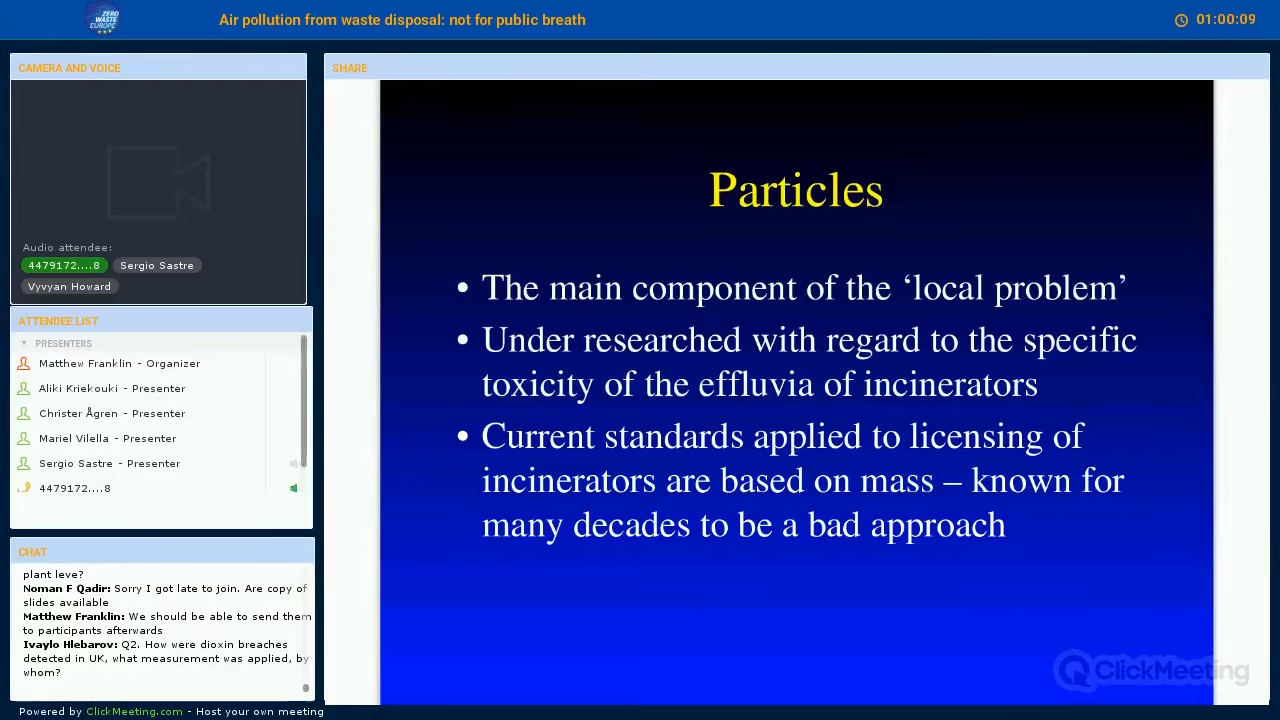 ZERO
WASTE
EUROPE
Air pollution from waste disposal: not for public breath
01:00:09
CAMERA AND VOICE
Audio attendee:
4479172....8 Sergio Sastre
Vyvyan Howard
ATTENDEE LIST
PRESENTERS
Matthew Franklin - Organizer
Aliki Kriekouki - Presenter
Christer Ågren - Presenter
Mariel Vilella - Presenter
Sergio Sastre - Presenter
4479172....8
CHAT
plant leve?
Noman F Qadir: Sorry I got late to join. Are copy of
slides available
Matthew Franklin: We should be able to send them
to participants afterwards
Ivaylo Hlebarov: Q2. How were dioxin breaches
detected in UK, what measurement was applied, by
whom?
Powered by ClickMeeting.com - Host your own meeting
SHARE
Particles
• The main component of the ‘local problem’
• Under researched with regard to the specific
toxicity of the effluvia of incinerators
• Current standards applied to licensing of
incinerators are based on mass – known for
many decades to be a bad approach
ClickMeeting